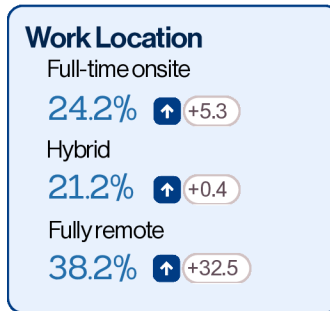 Work Location
Full-time onsite
24.2% +5.3
Hybrid
21.2% +0.4
Fully remote
38.2% +32.5